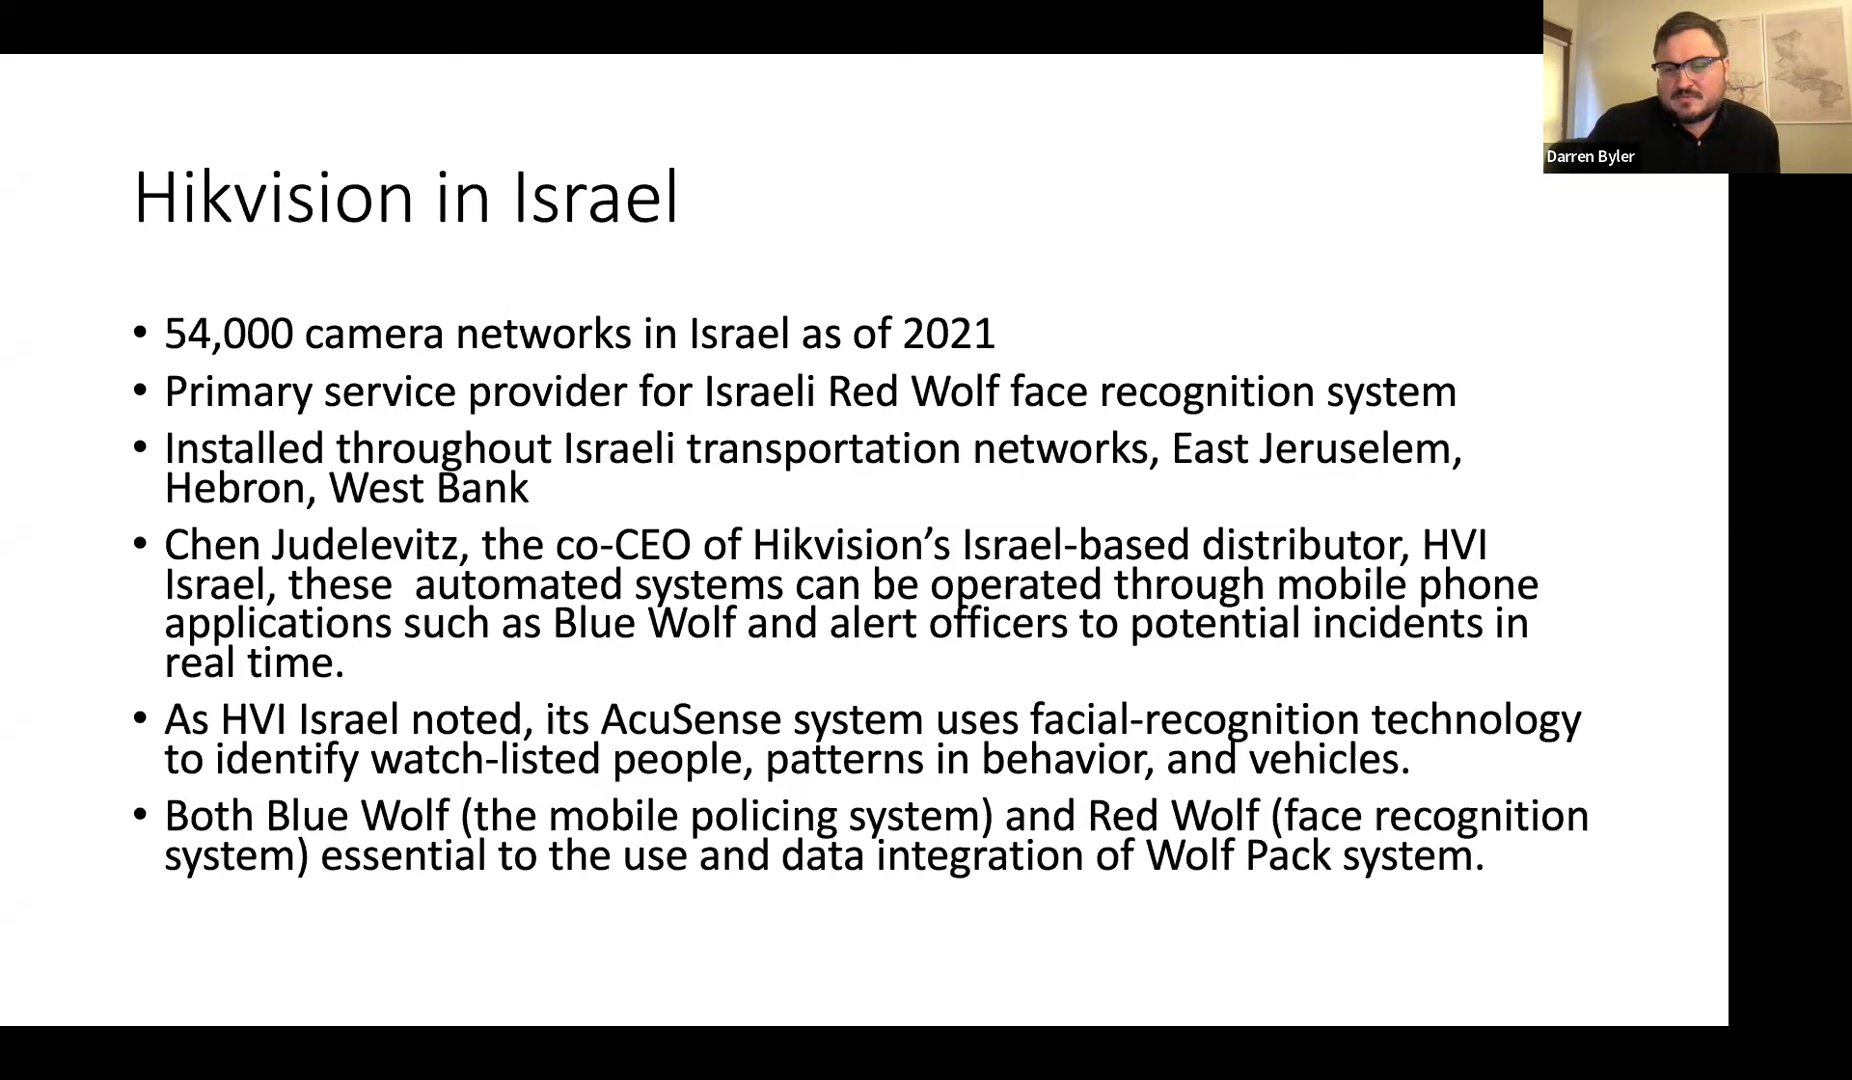 Darren Byler
Hikvision in Israel
• 54,000 camera networks in Israel as of 2021
• Primary service provider for Israeli Red Wolf face recognition system
• Installed throughout Israeli transportation networks, East Jeruselem,
Hebron, West Bank
• Chen Judelevitz, the co-CEO of Hikvision’s Israel-based distributor, HVI
Israel, these  automated systems can be operated through mobile phone
applications such as Blue Wolf and alert officers to potential incidents in
real time.
• As HVI Israel noted, its AcuSense system uses facial-recognition technology
to identify watch-listed people, patterns in behavior, and vehicles.
• Both Blue Wolf (the mobile policing system) and Red Wolf (face recognition
system) essential to the use and data integration of Wolf Pack system.